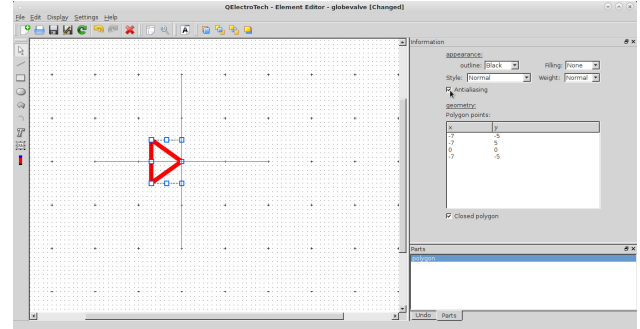 QElectroTech - Element Editor - globevalve [Changed]
File Edit Display Settings Help
Information
appearance:
outline: Black Filling: None
Style: Normal Weight: Normal
Antialiasing
geometry:
Polygon points:
x y
-7 -5
-7 5
0 0
-7 -5
Closed polygon
Parts
polygon
Undo Parts